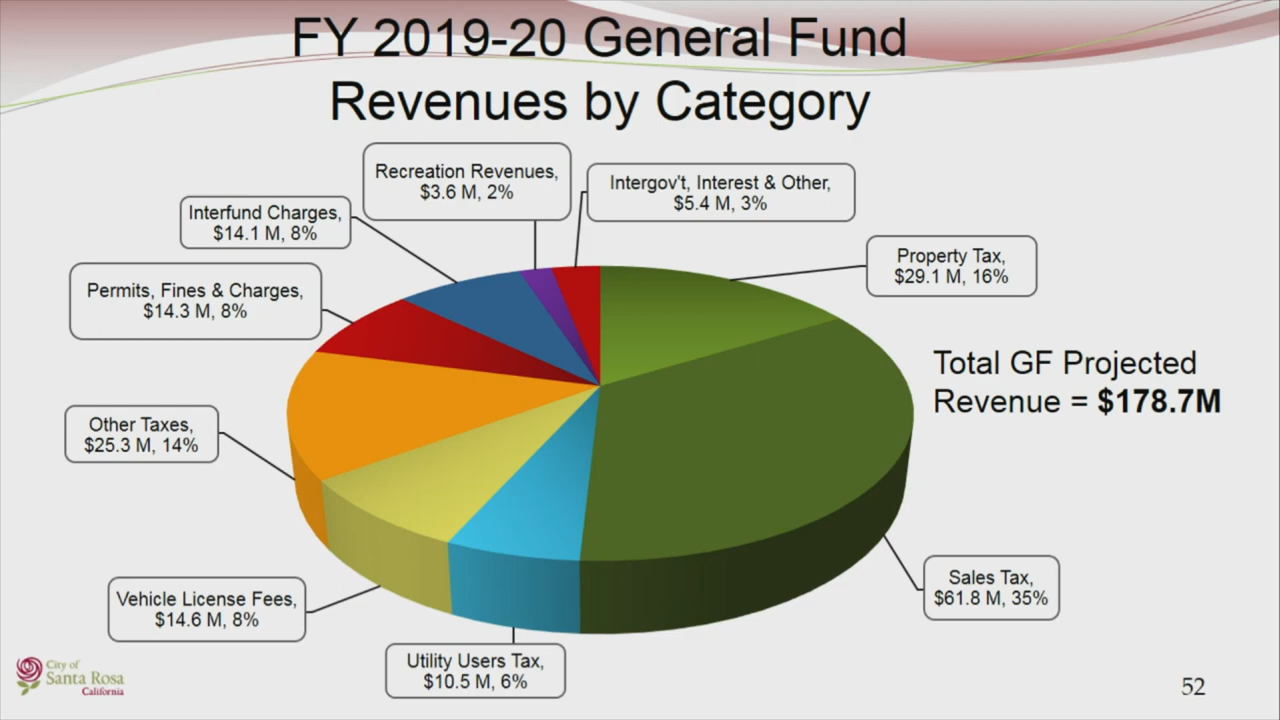 FY 2019-20 General Fund
Revenues by Category
Recreation Revenues,
$3.6 M, 2%
Intergov't, Interest & Other,
$5.4 M, 3%
Interfund Charges,
$14.1 M, 8%
Property Tax,
$29.1 M, 16%
Permits, Fines & Charges,
$14.3 M, 8%
Total GF Projected
Revenue = $178.7M
Other Taxes,
$25.3 M, 14%
Sales Tax,
$61.8 M, 35%
Vehicle License Fees,
$14.6 M, 8%
Utility Users Tax,
$10.5 M, 6%
City of
Santa Rosa
California
52